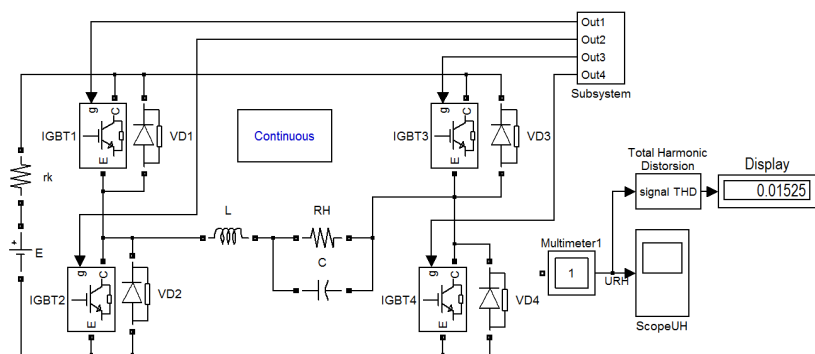 Out1
Out2
Out3
Out4
Subsystem
g
C
E
IGBT1
VD1
Continuous
g
C
E
IGBT3
VD3
rk
+
E
L
RH
C
g
C
E
IGBT2
VD2
g
C
E
IGBT4
VD4
Total Harmonic
Distorsion
signal THD
Display
0.01525
Multimeter1
1
URH
ScopeUH